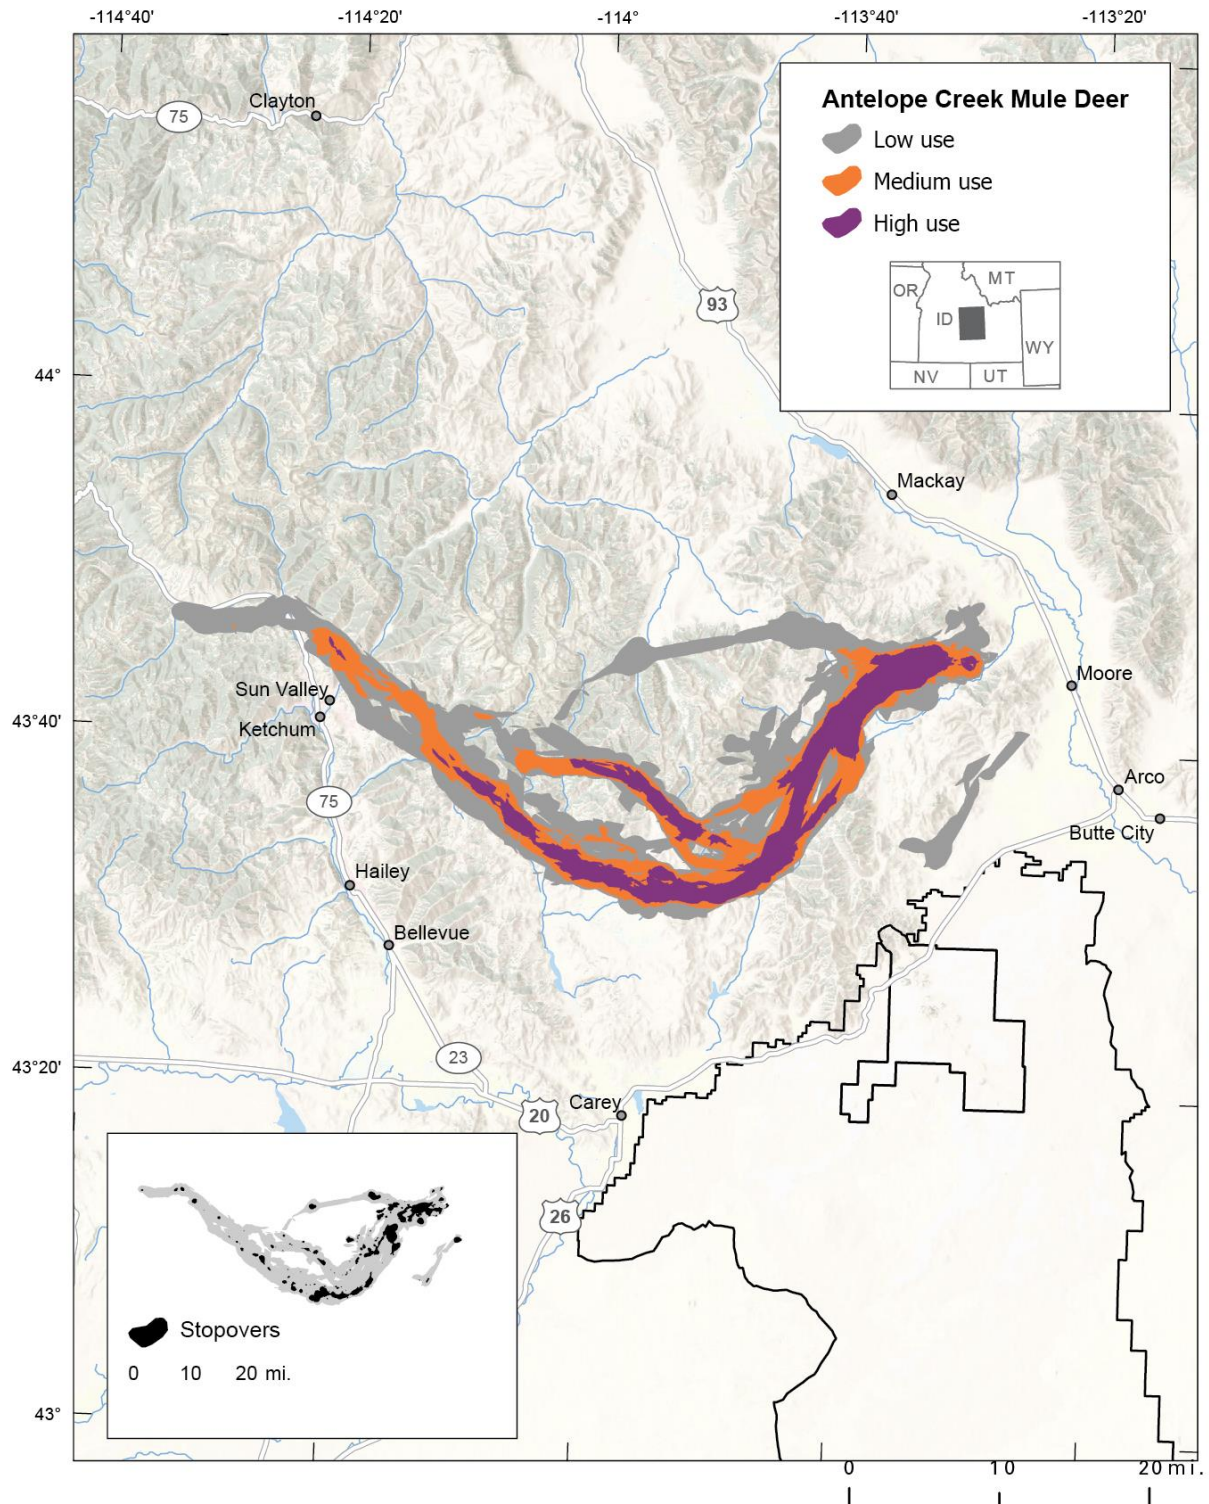 -114°40'
-114°20'
-114°
-113°40'
-113°20'
Clayton
75
Antelope Creek Mule Deer
Low use
Medium use
High use
OR
MT
ID
WY
NV
UT
93
44°
Mackay
Sun Valley
Ketchum
Moore
43°40'
75
Arco
Butte City
Hailey
Bellevue
23
43°20'
20
Carey
26
Stopovers
0 10 20 mi.
43°
0 10 20 mi.